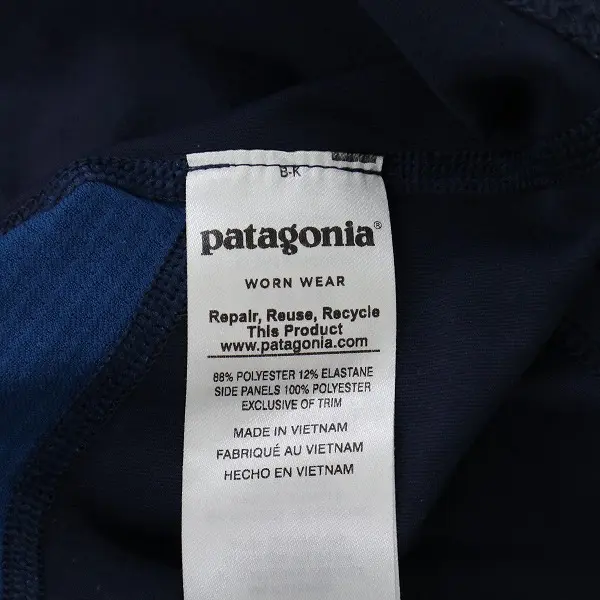 B-K
patagonia®
WORN WEAR
Repair, Reuse, Recycle
This Product
www.patagonia.com
88% POLYESTER 12% ELASTANE
SIDE PANELS 100% POLYESTER
EXCLUSIVE OF TRIM
MADE IN VIETNAM
FABRIQUÉ AU VIETNAM
HECHO EN VIETNAM